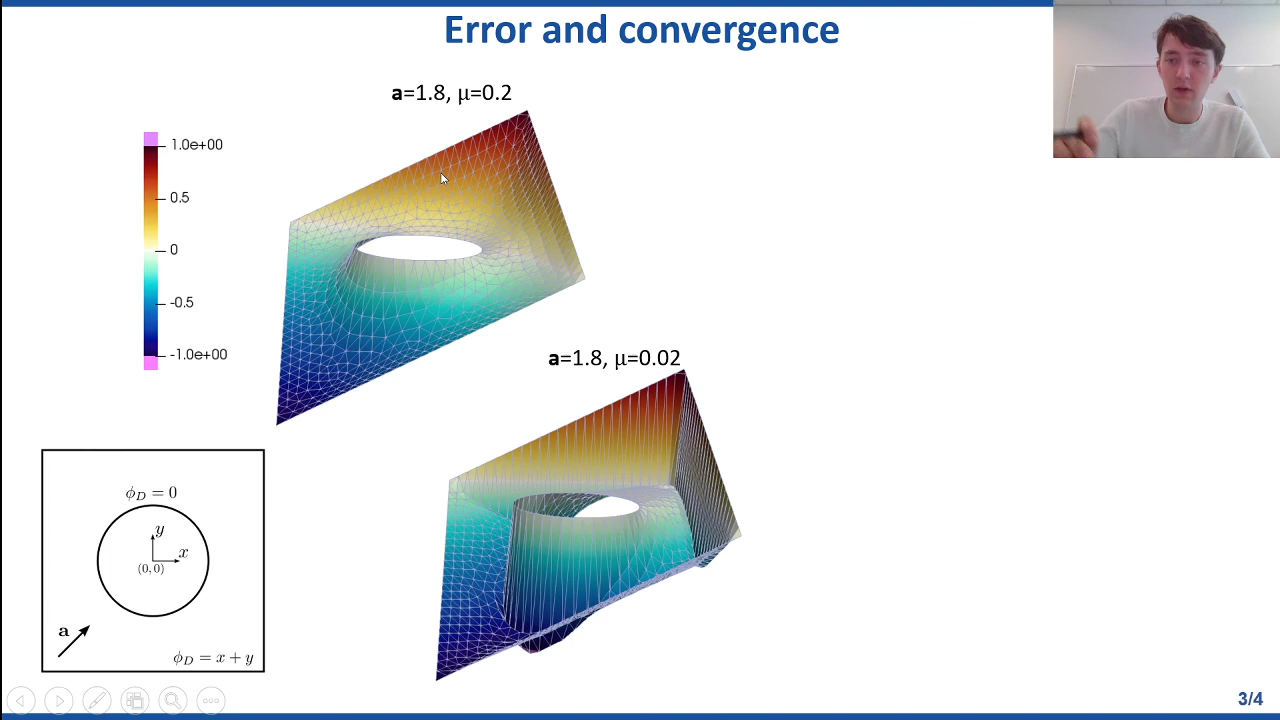 Error and convergence
a=1.8, μ=0.2
1.0e+00
0.5
0
-0.5
-1.0e+00
a=1.8, μ=0.02
ϕ_D = 0
y
x
(0,0)
a
ϕ_D = x + y
3/4